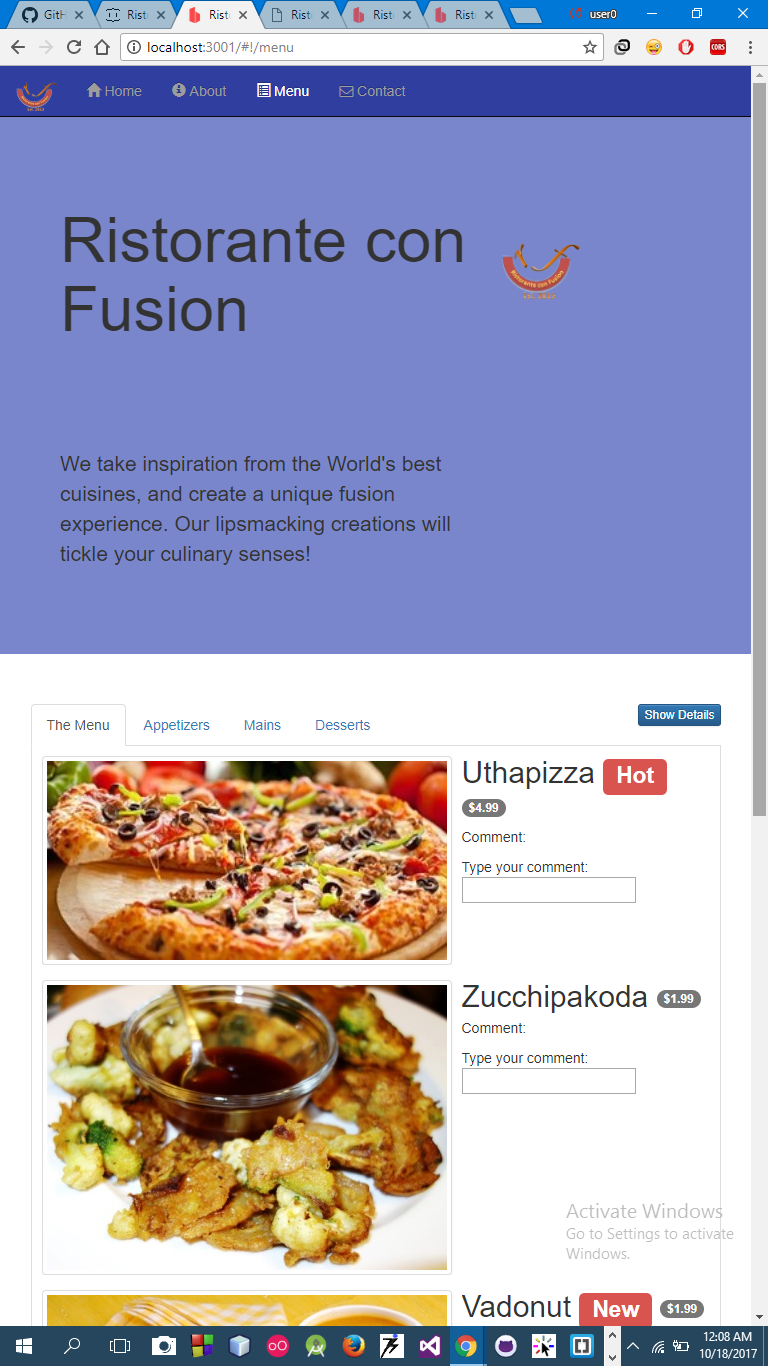 GitH
Rist
Rist
Rist
Rist
Rist
user0
localhost:3001/#!/menu
CORS
Home
About
Menu
Contact
Ristorante con
Fusion
Ristorante con Fusion
We take inspiration from the World's best
cuisines, and create a unique fusion
experience. Our lipsmacking creations will
tickle your culinary senses!
The Menu
Appetizers
Mains
Desserts
Show Details
Uthapizza Hot
$4.99
Comment:
Type your comment:
Zucchipakoda $1.99
Comment:
Type your comment:
Activate Windows
Go to Settings to activate
Windows.
Vadonut New $1.99
12:08 AM
10/18/2017